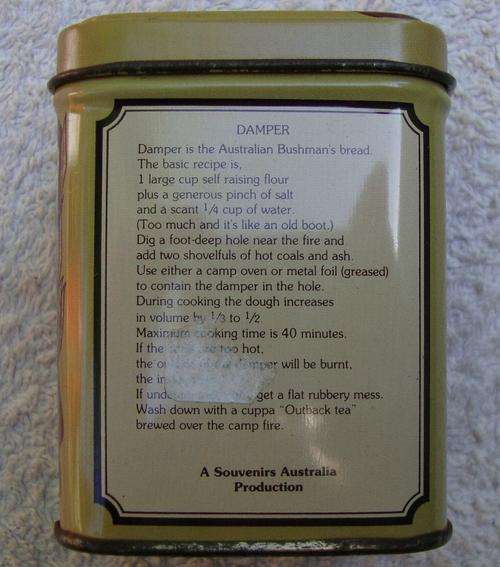 DAMPER
Damper is the Australian Bushman's bread.
The basic recipe is,
1 large cup self raising flour
plus a generous pinch of salt
and a scant 1/4 cup of water.
(Too much and it's like an old boot.)
Dig a foot-deep hole near the fire and
add two shovelfuls of hot coals and ash.
Use either a camp oven or metal foil (greased)
to contain the damper in the hole.
During cooking the dough increases
in volume by 1/3 to 1/2.
Maximum cooking time is 40 minutes.
If the too hot,
the damper will be burnt,
the
If get a flat rubbery mess.
Wash down with a cuppa "Outback tea"
brewed over the camp fire.
A Souvenirs Australia
Production